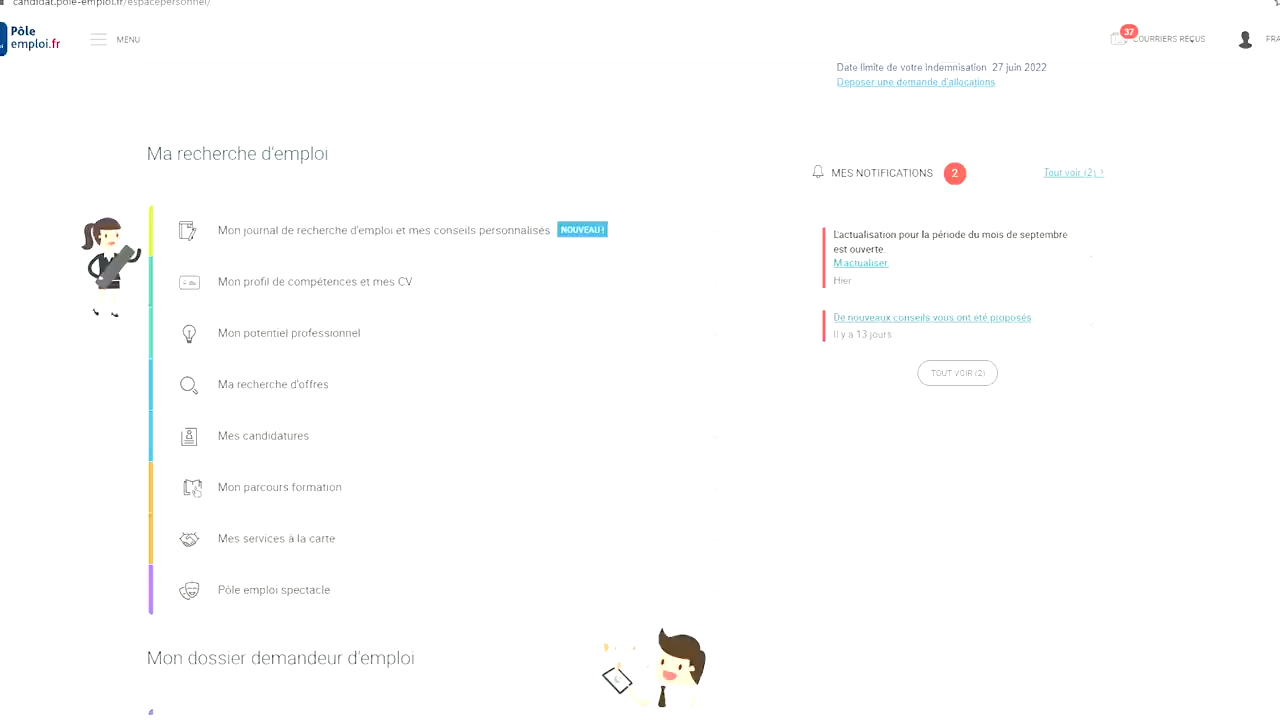 candidat.pole-emploi.fr/espacepersonnel/
Pôle
emploi.fr
MENU
37
COURRIERS REÇUS
FRA
Date limite de votre indemnisation 27 juin 2022
Déposer une demande d'allocations
Ma recherche d'emploi
MES NOTIFICATIONS 2
Tout voir (2) >
Mon journal de recherche d'emploi et mes conseils personnalisés NOUVEAU !
Mon profil de compétences et mes CV
Mon potentiel professionnel
Ma recherche d'offres
Mes candidatures
Mon parcours formation
Mes services à la carte
Pôle emploi spectacle
L'actualisation pour la période du mois de septembre
est ouverte.
M'actualiser.
Hier
De nouveaux conseils vous ont été proposés
Il y a 13 jours
TOUT VOIR (2)
Mon dossier demandeur d'emploi